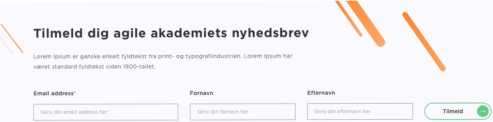 Tilmeld dig agile akademiets nyhedsbrev
Lorem Ipsum er ganske enkelt fyldtekst fra print- og typografiindustrien. Lorem Ipsum har
været standard fyldtekst siden 1500-tallet.
Email address*
Fornavn
Efternavn
Skriv din email address her
Skriv dit fornavn her
Skriv dit efternavn her
Tilmeld